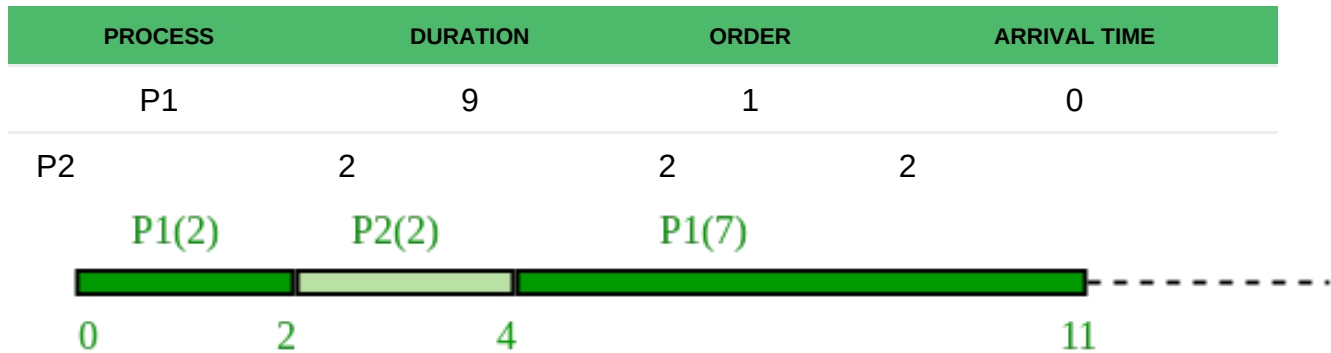 PROCESS DURATION ORDER ARRIVAL TIME
P1 9 1 0
P2 2 2 2
P1(2) P2(2) P1(7)
0 2 4 11